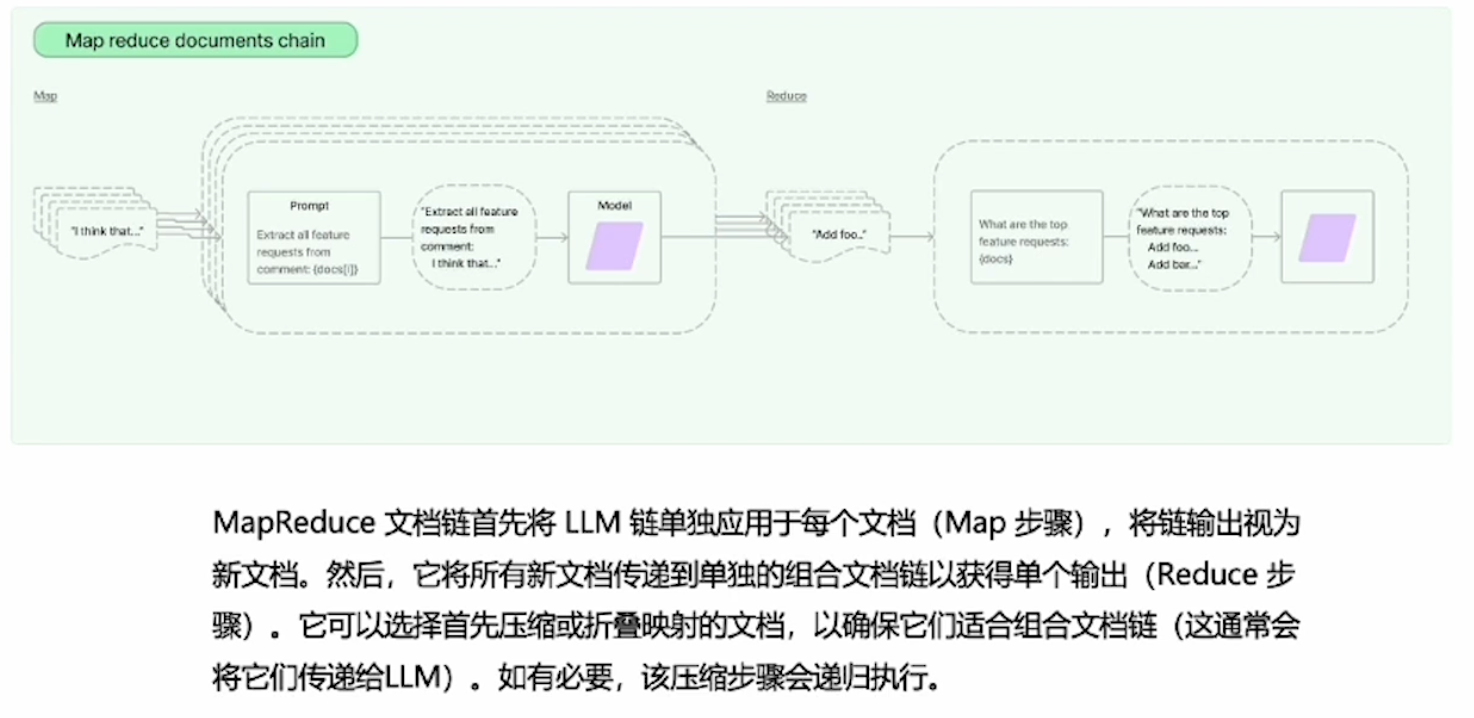 Map reduce documents chain
Map
Reduce
"I think that..."
Prompt
Extract all feature
requests from
comment: {docs[i]}
"Extract all feature
requests from
comment:
I think that..."
Model
"Add foo..."
What are the top
feature requests:
{docs}
"What are the top
feature requests:
Add foo...
Add bar..."
MapReduce 文档链首先将 LLM 链单独应用于每个文档（Map 步骤），将链输出视为
新文档。然后，它将所有新文档传递到单独的组合文档链以获得单个输出（Reduce 步
骤）。它可以选择首先压缩或折叠映射的文档，以确保它们适合组合文档链（这通常会
将它们传递给LLM）。如有必要，该压缩步骤会递归执行。